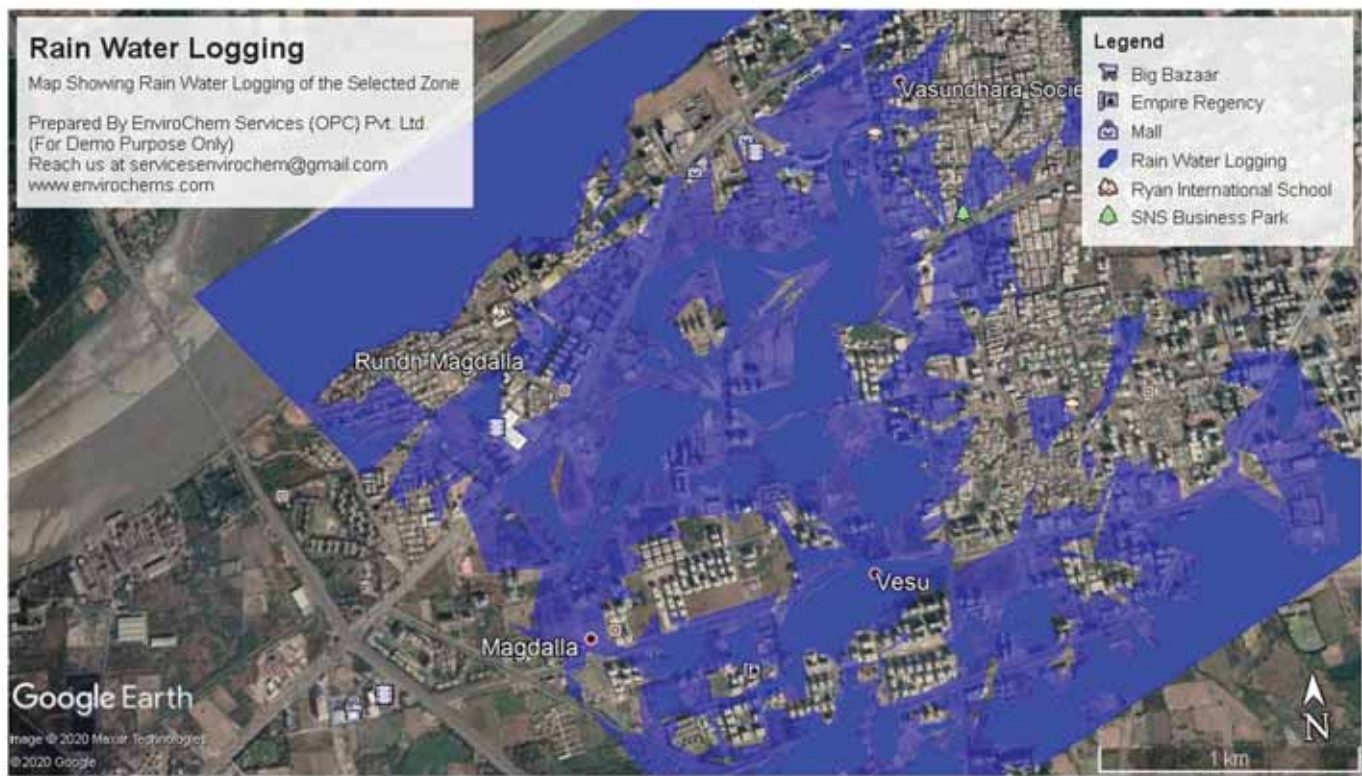 Rain Water Logging
Map Showing Rain Water Logging of the Selected Zone
Prepared By EnviroChem Services (OPC) Pvt. Ltd.
(For Demo Purpose Only)
Reach us at servicesenvirochem@gmail.com
www.envirochems.com
Legend
Big Bazaar
Empire Regency
Mall
Rain Water Logging
Ryan International School
SNS Business Park
Vasundhara Socie
Rundh Magdalla
Vesu
Magdalla
Google Earth
Image © 2020 Maxar Technologies
©2020 Google
N
1 km